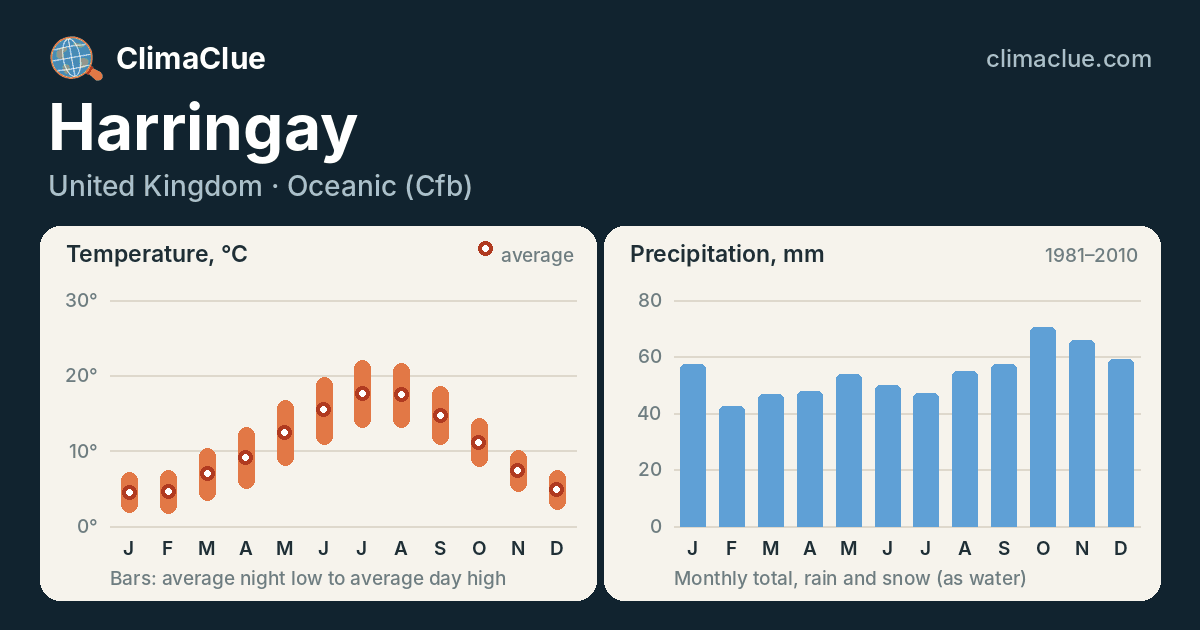 ClimaClue
climaclue.com
Harringay
United Kingdom · Oceanic (Cfb)
Temperature, °C
average
30°
20°
10°
0°
J F M A M J J A S O N D
Bars: average night low to average day high
Precipitation, mm
1981–2010
80
60
40
20
0
J F M A M J J A S O N D
Monthly total, rain and snow (as water)